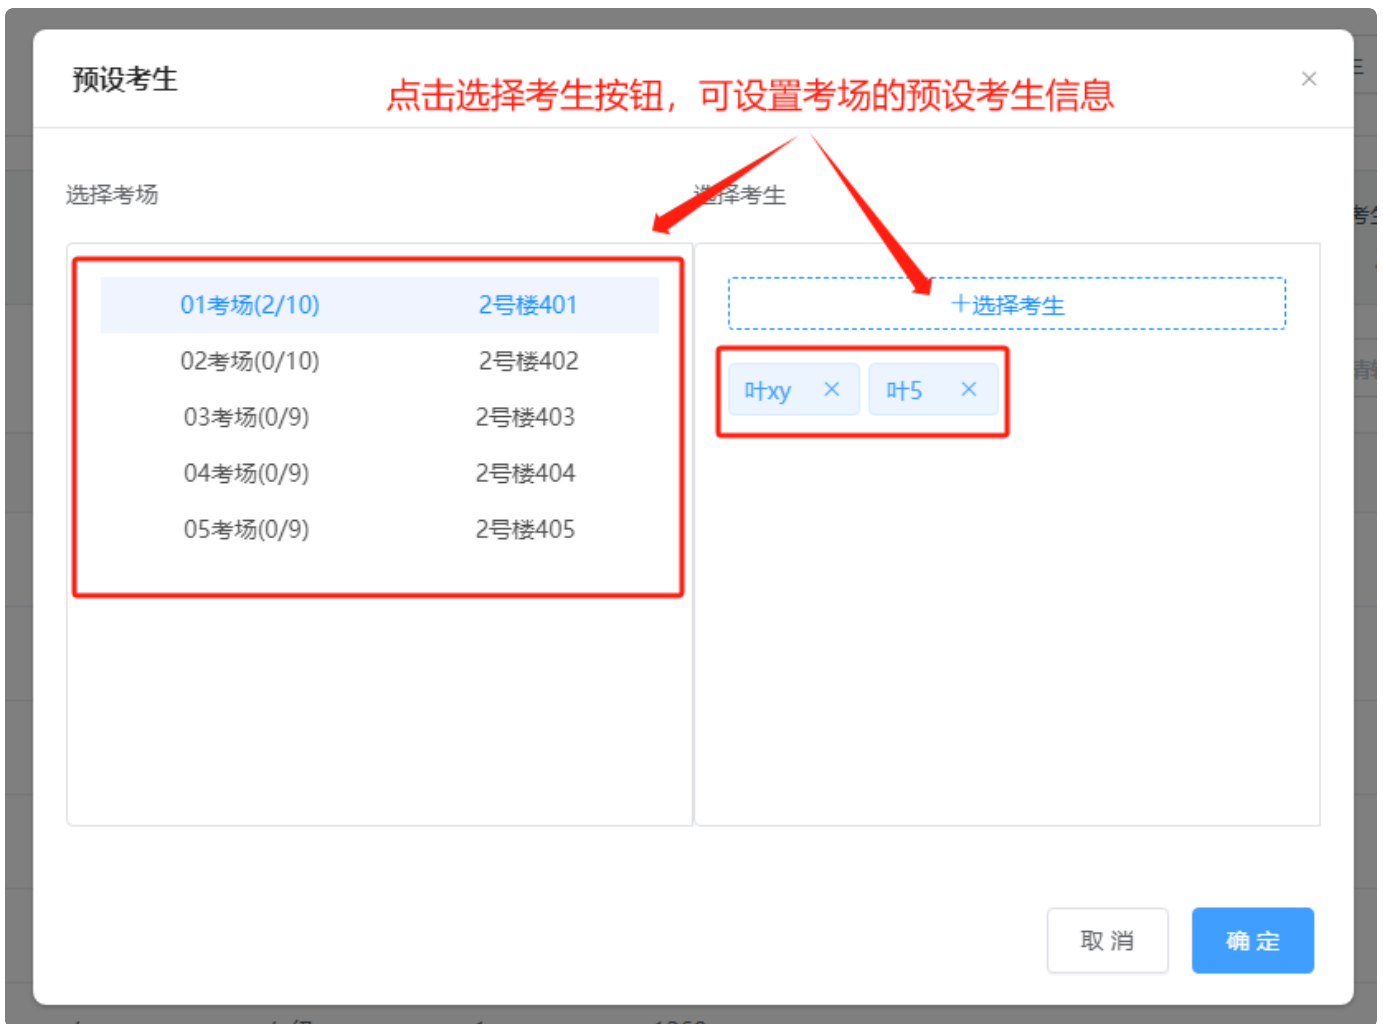 预设考生
点击选择考生按钮，可设置考场的预设考生信息
选择考场
选择考生
01考场(2/10) 2号楼401
02考场(0/10) 2号楼402
03考场(0/9) 2号楼403
04考场(0/9) 2号楼404
05考场(0/9) 2号楼405
+选择考生
叶xy × 叶5 ×
取消 确定